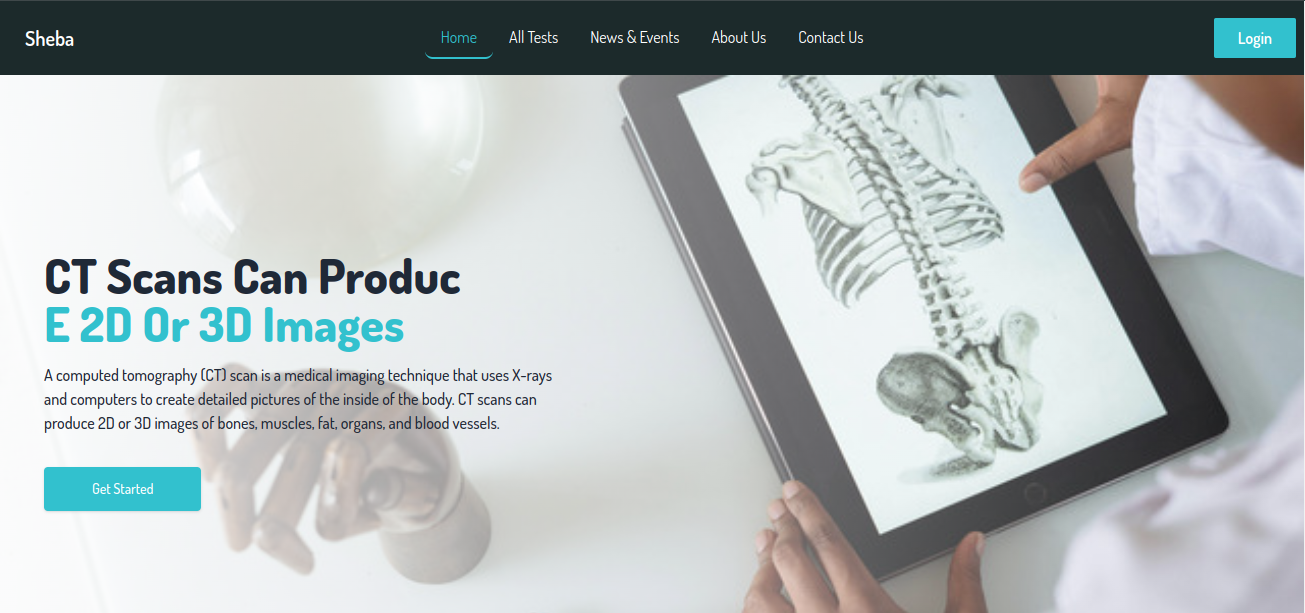 Sheba
Home
All Tests
News & Events
About Us
Contact Us
Login
CT Scans Can Produc
E 2D Or 3D Images
A computed tomography (CT) scan is a medical imaging technique that uses X-rays
and computers to create detailed pictures of the inside of the body. CT scans can
produce 2D or 3D images of bones, muscles, fat, organs, and blood vessels.
Get Started